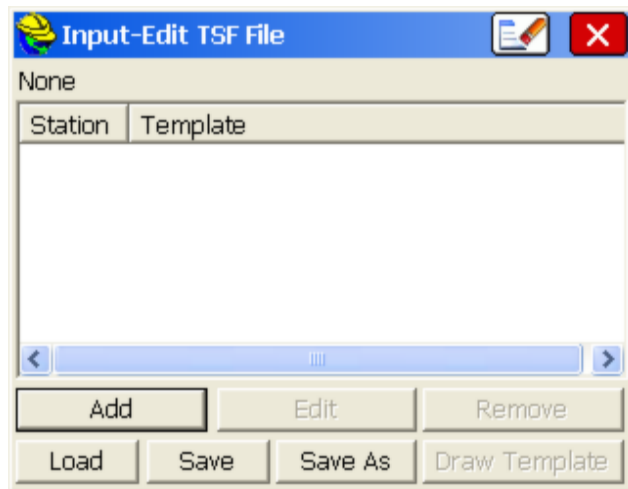 Input-Edit TSF File
None
Station Template
Add Edit Remove
Load Save Save As Draw Template